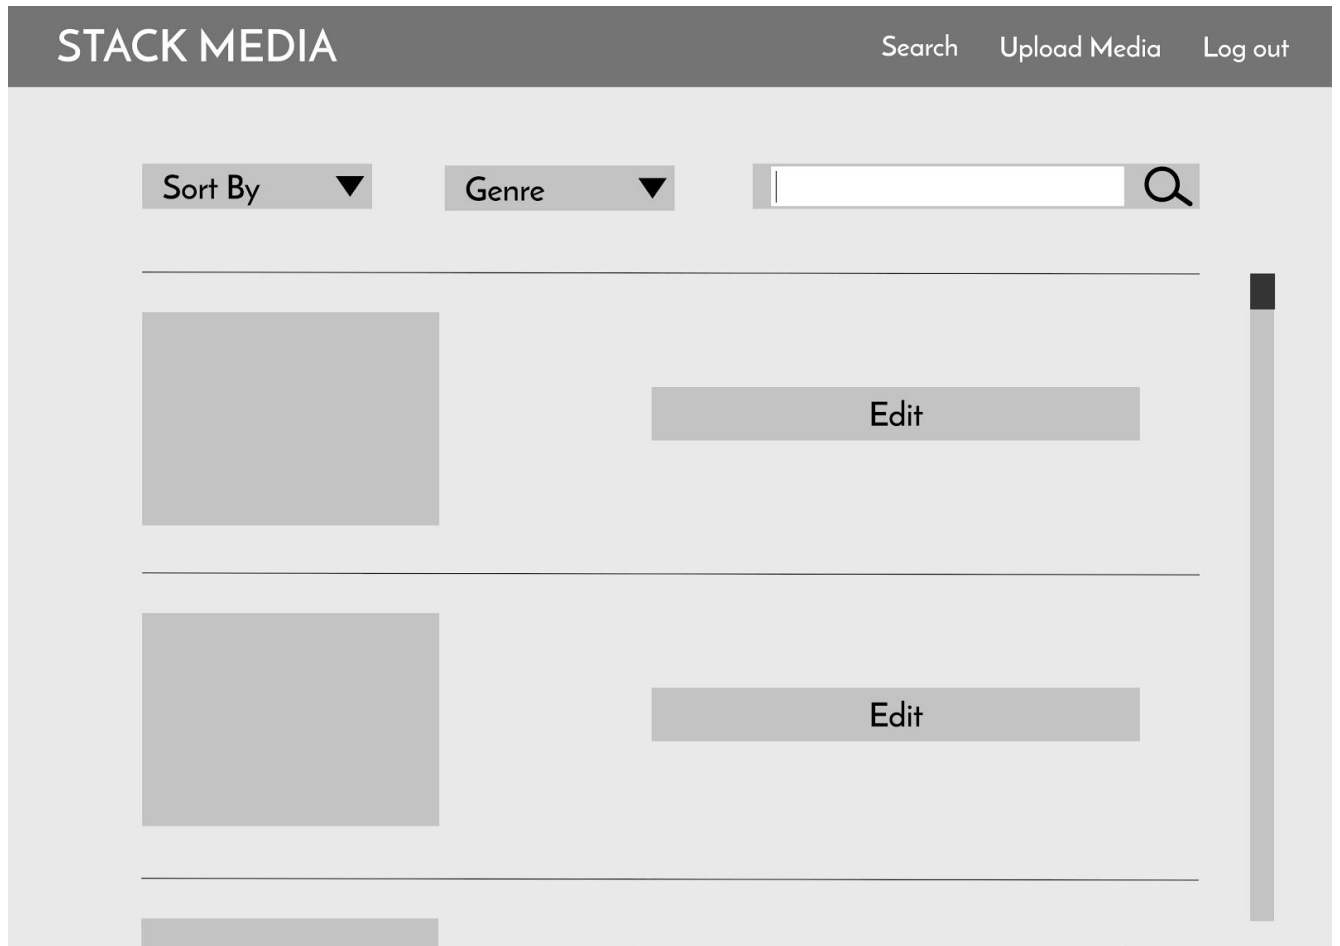 STACK MEDIA
Search Upload Media Log out
Sort By Genre
Edit
Edit